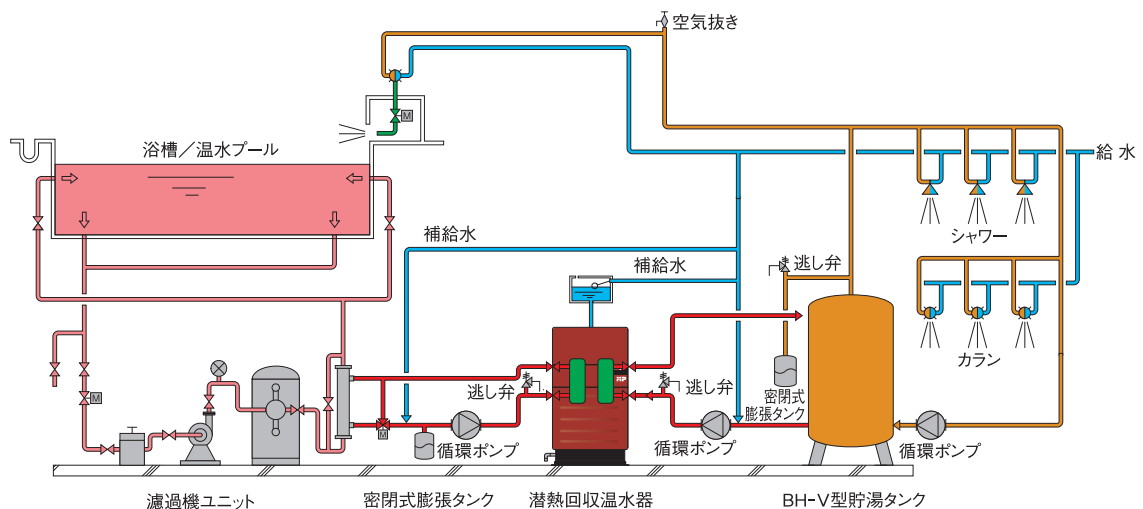 空気抜き
M
浴槽／温水プール
給水
補給水
シャワー
補給水
逃し弁
カラン
HP
逃し弁
逃し弁
密閉式
膨張タンク
M
M
循環ポンプ
循環ポンプ
循環ポンプ
濾過機ユニット
密閉式膨張タンク
潜熱回収温水器
BH-V型貯湯タンク